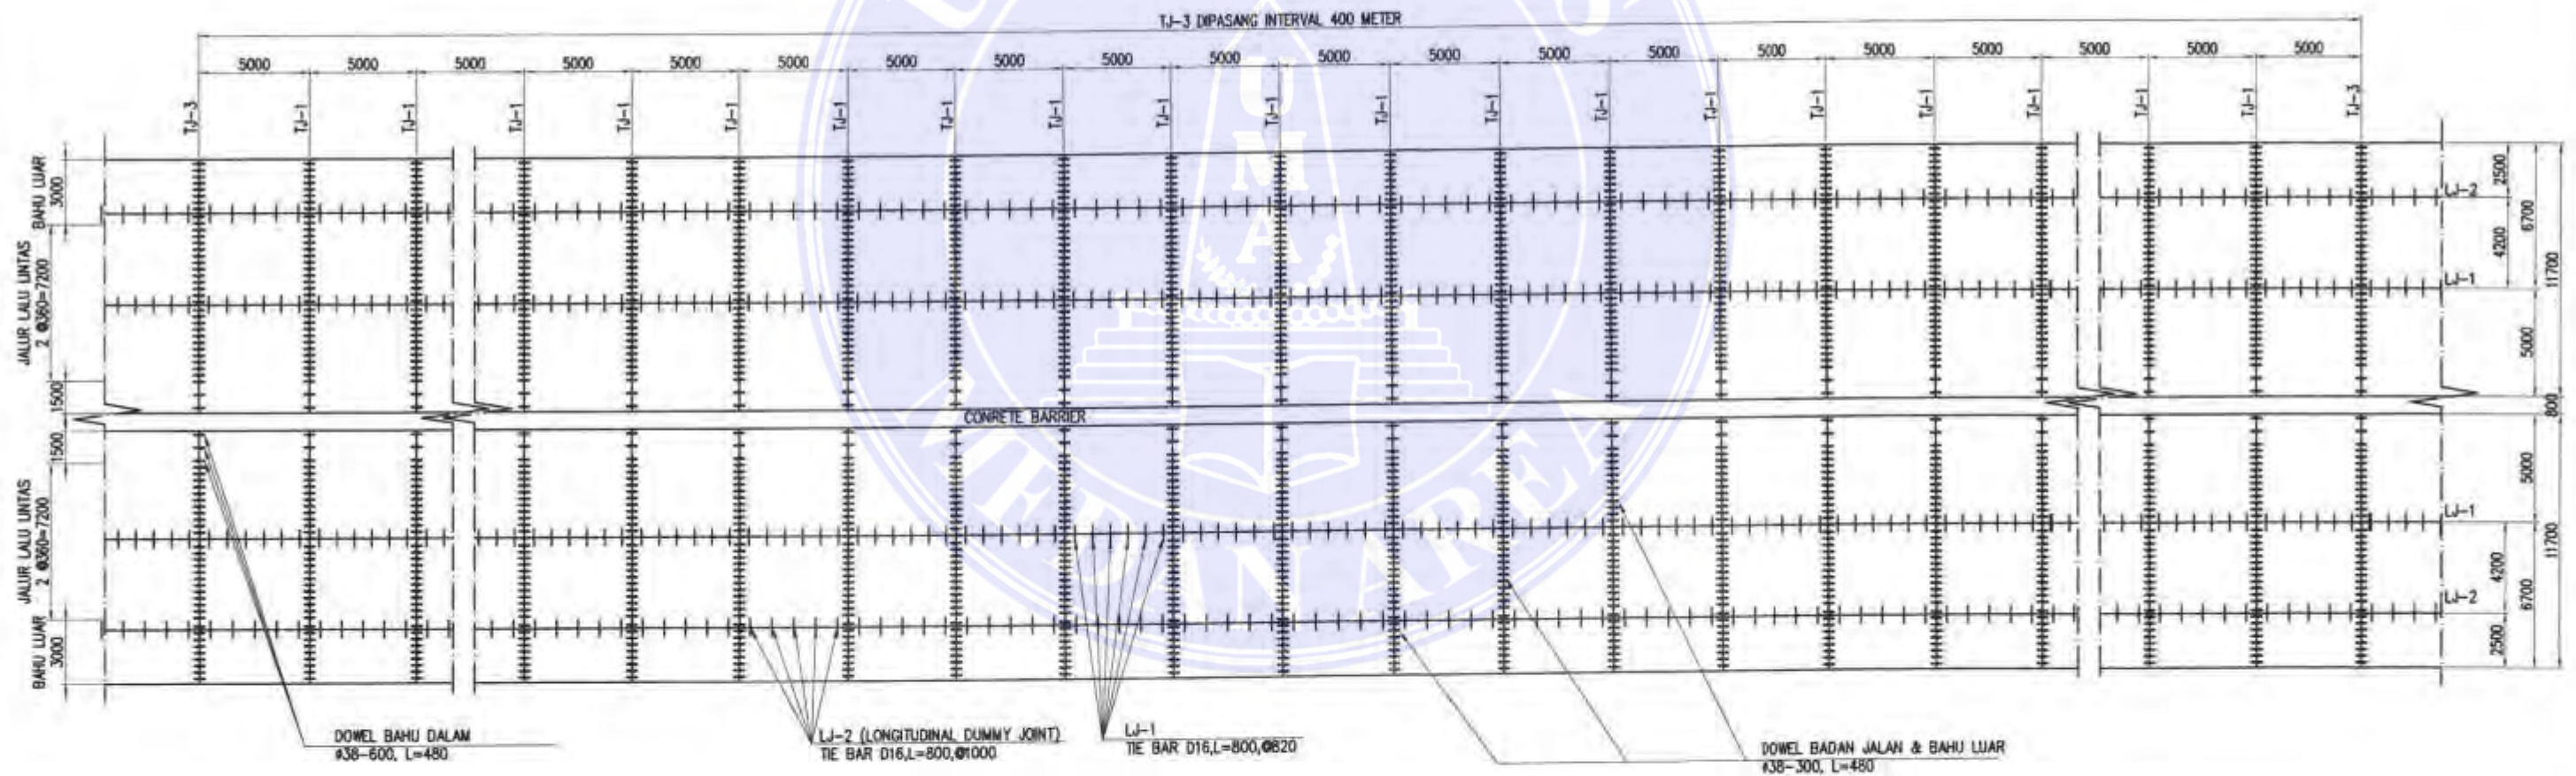 TJ-3 DIPASANG INTERVAL 400 METER
5000 5000 5000 5000 5000 5000 5000 5000 5000 5000 5000 5000 5000 5000 5000 5000 5000 5000 5000 5000
TJ-3 TJ-1 TJ-1 TJ-1 TJ-1 TJ-1 TJ-1 TJ-1 TJ-1 TJ-1 TJ-1 TJ-1 TJ-1 TJ-1 TJ-1 TJ-1 TJ-1 TJ-1 TJ-1 TJ-1 TJ-3
BAHU LUAR
3000
JALUR LALU LINTAS
2 @360=7200
1500
1500
JALUR LALU LINTAS
2 @360=7200
BAHU LUAR
3000
UMA
MEDAN AREA
CONRETE BARRIER
LJ-2
LJ-1
LJ-1
LJ-2
2500
4200
5000
800
5000
4200
2500
6700
6700
11700
11700
DOWEL BAHU DALAM
ø38-600, L=480
LJ-2 (LONGITUDINAL DUMMY JOINT)
TIE BAR D16,L=800,@1000
LJ-1
TIE BAR D16,L=800,@820
DOWEL BADAN JALAN & BAHU LUAR
ø38-300, L=480